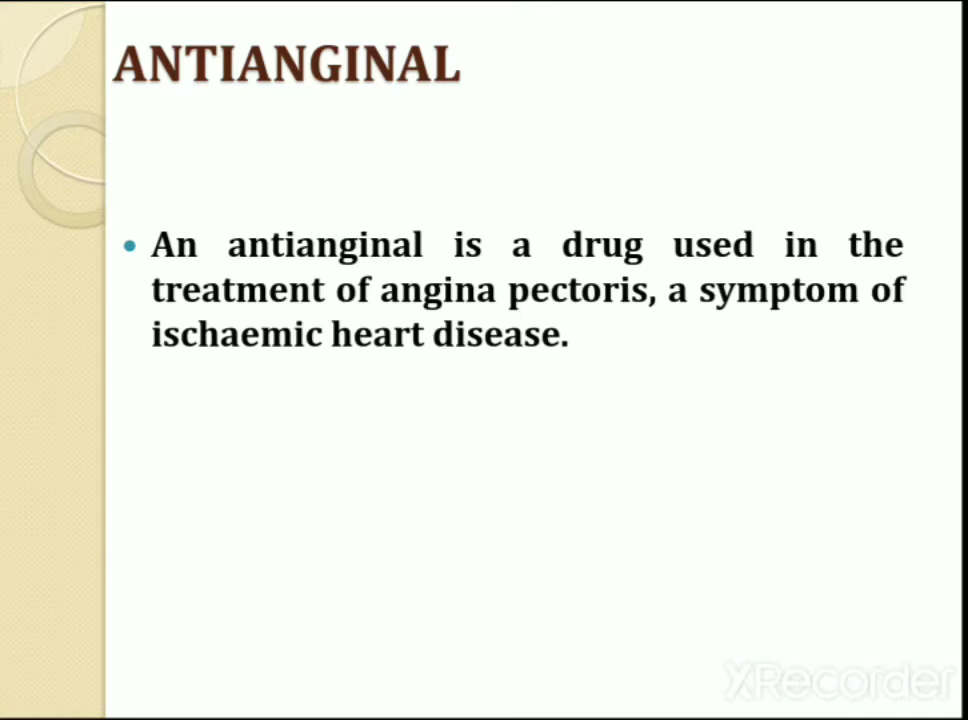 ANTIANGINAL
• An antianginal is a drug used in the
treatment of angina pectoris, a symptom of
ischaemic heart disease.
XRecorder